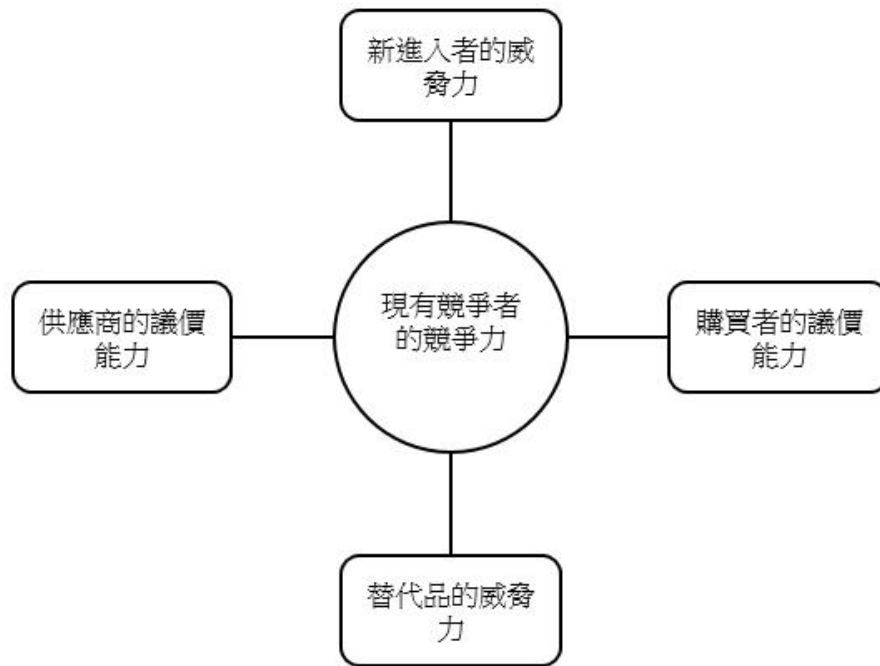 新進入者的威
脅力
供應商的議價
能力
現有競爭者
的競爭力
購買者的議價
能力
替代品的威脅
力